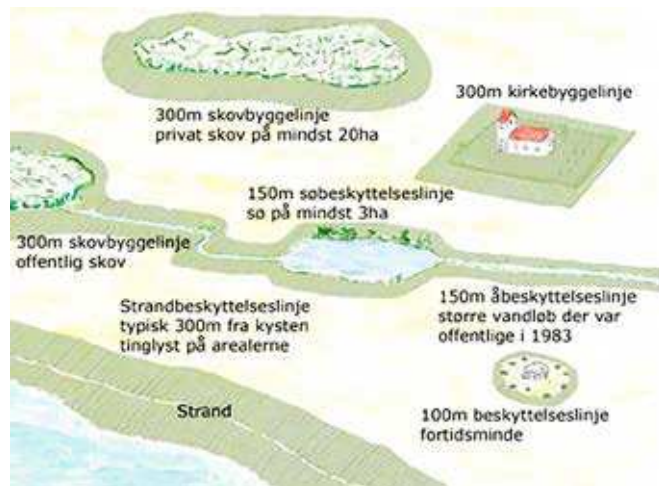 300m skovbyggelinje
privat skov på mindst 20ha
300m kirkebyggelinje
150m søbeskyttelseslinje
sø på mindst 3ha
300m skovbyggelinje
offentlig skov
Strandbeskyttelseslinje
typisk 300m fra kysten
tinglyst på arealerne
150m åbeskyttelseslinje
større vandløb der var
offentlige i 1983
Strand
100m beskyttelseslinje
fortidsminde